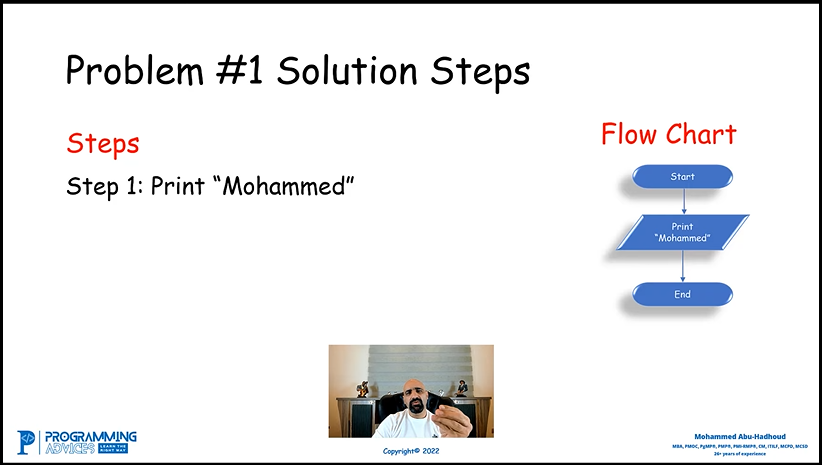 Problem #1 Solution Steps
Steps
Step 1: Print “Mohammed”
Flow Chart
Start
Print
“Mohammed”
End
P
PROGRAMMING
ADVICES
LEARN THE
RIGHT WAY
Copyright© 2022
Mohammed Abu-Hadhoud
MBA, PMOC, PgMP®, PMP®, PMI-RMP®, CM, ITILF, MCPD, MCSD
26+ years of experience